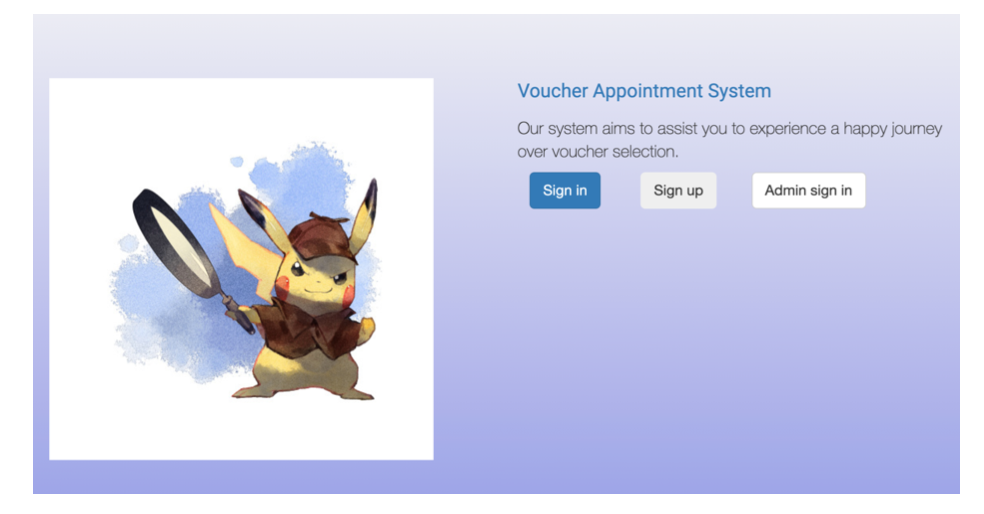 Voucher Appointment System
Our system aims to assist you to experience a happy journey
over voucher selection.
Sign in
Sign up
Admin sign in